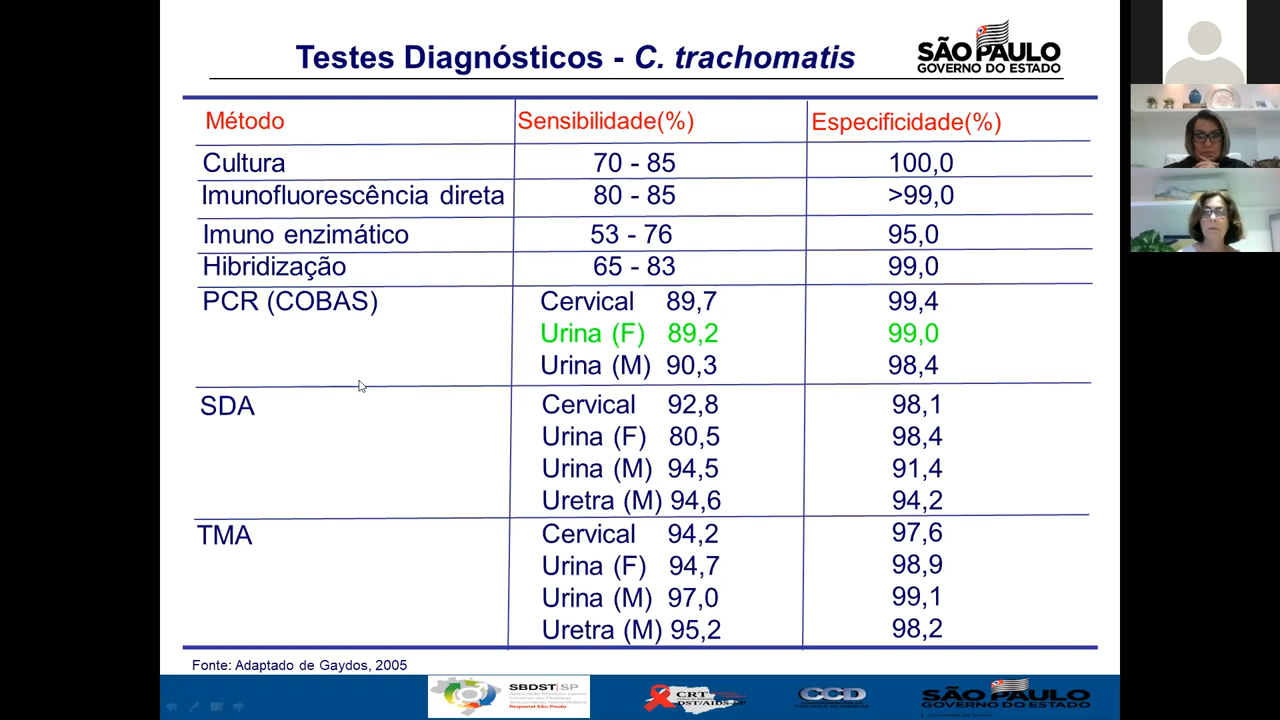 Testes Diagnósticos - C. trachomatis
SÃO PAULO
GOVERNO DO ESTADO
Método Sensibilidade(%) Especificidade(%)
Cultura 70 - 85 100,0
Imunofluorescência direta 80 - 85 >99,0
Imuno enzimático 53 - 76 95,0
Hibridização 65 - 83 99,0
PCR (COBAS) Cervical 89,7 99,4
Urina (F) 89,2 99,0
Urina (M) 90,3 98,4
SDA Cervical 92,8 98,1
Urina (F) 80,5 98,4
Urina (M) 94,5 91,4
Uretra (M) 94,6 94,2
TMA Cervical 94,2 97,6
Urina (F) 94,7 98,9
Urina (M) 97,0 99,1
Uretra (M) 95,2 98,2
Fonte: Adaptado de Gaydos, 2005
SBDST|SP
Regional São Paulo
CRT
DST/AIDS-SP
CCD
SÃO PAULO
GOVERNO DO ESTADO